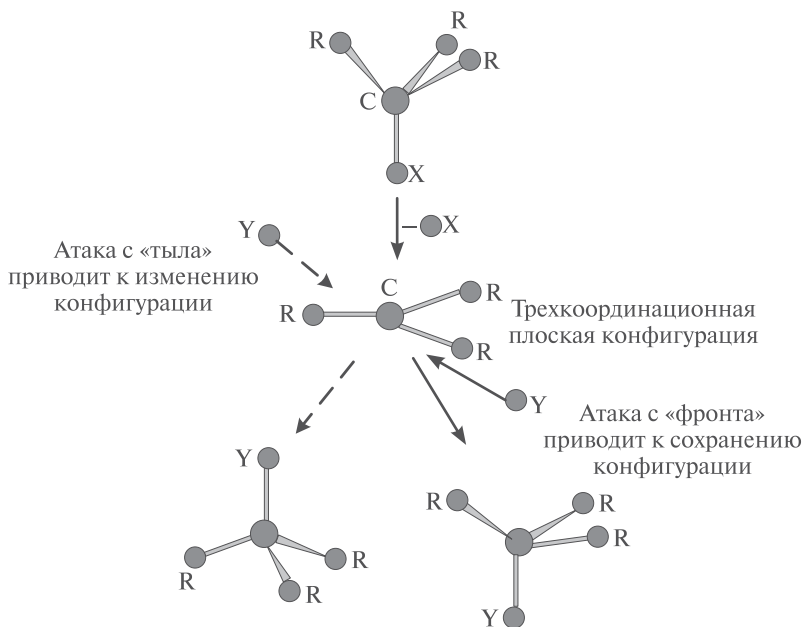 R
R
R
C
X
–X
Y
Атака с «тыла»
приводит к изменению
конфигурации
C
R
R
R
Трехкоординационная
плоская конфигурация
Y
Атака с «фронта»
приводит к сохранению
конфигурации
Y
R
R
R
R
R
R
Y